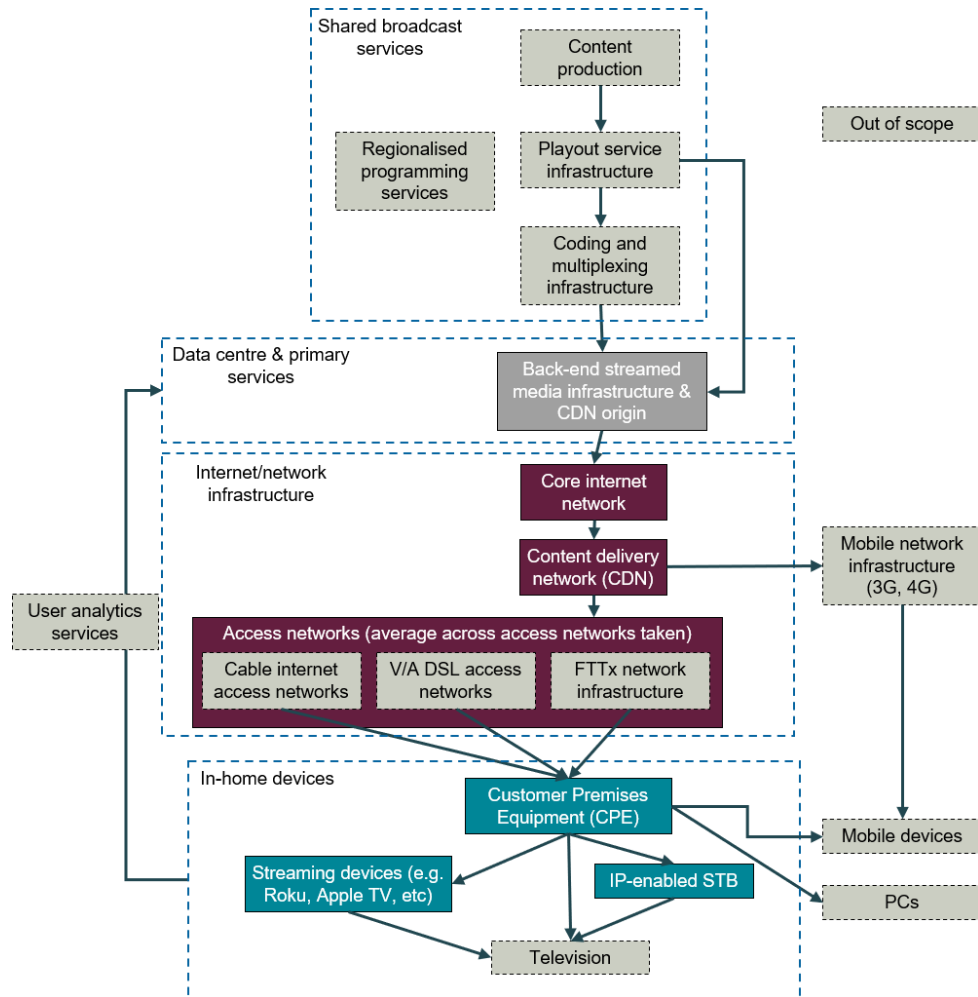 Shared broadcast
services
Content
production
Out of scope
Regionalised
programming
services
Playout service
infrastructure
Coding and
multiplexing
infrastructure
Data centre & primary
services
Back-end streamed
media infrastructure &
CDN origin
Internet/network
infrastructure
Core internet
network
Content delivery
network (CDN)
Mobile network
infrastructure
(3G, 4G)
User analytics
services
Access networks (average across access networks taken)
Cable internet
access networks
V/A DSL access
networks
FTTx network
infrastructure
In-home devices
Customer Premises
Equipment (CPE)
Mobile devices
Streaming devices (e.g.
Roku, Apple TV, etc)
IP-enabled STB
PCs
Television